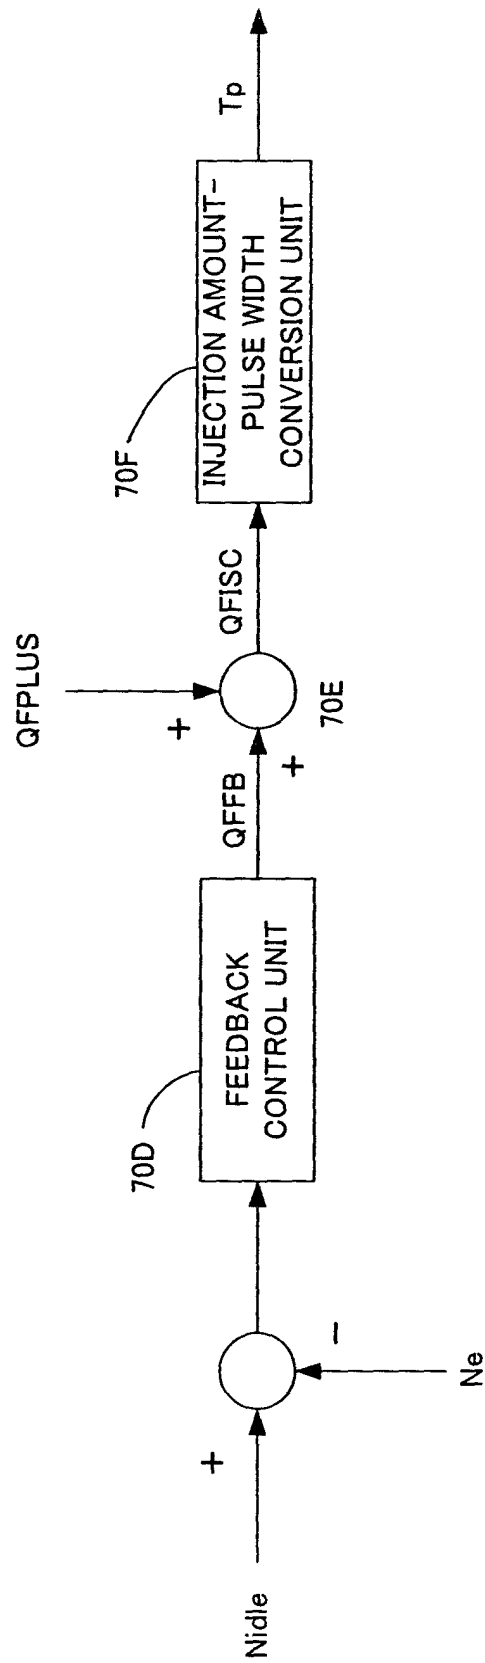 Nidle
+
−
Ne
70D
FEEDBACK
CONTROL UNIT
QFFB
+
QFPLUS
+
70E
QFISC
70F
INJECTION AMOUNT-
PULSE WIDTH
CONVERSION UNIT
Tp